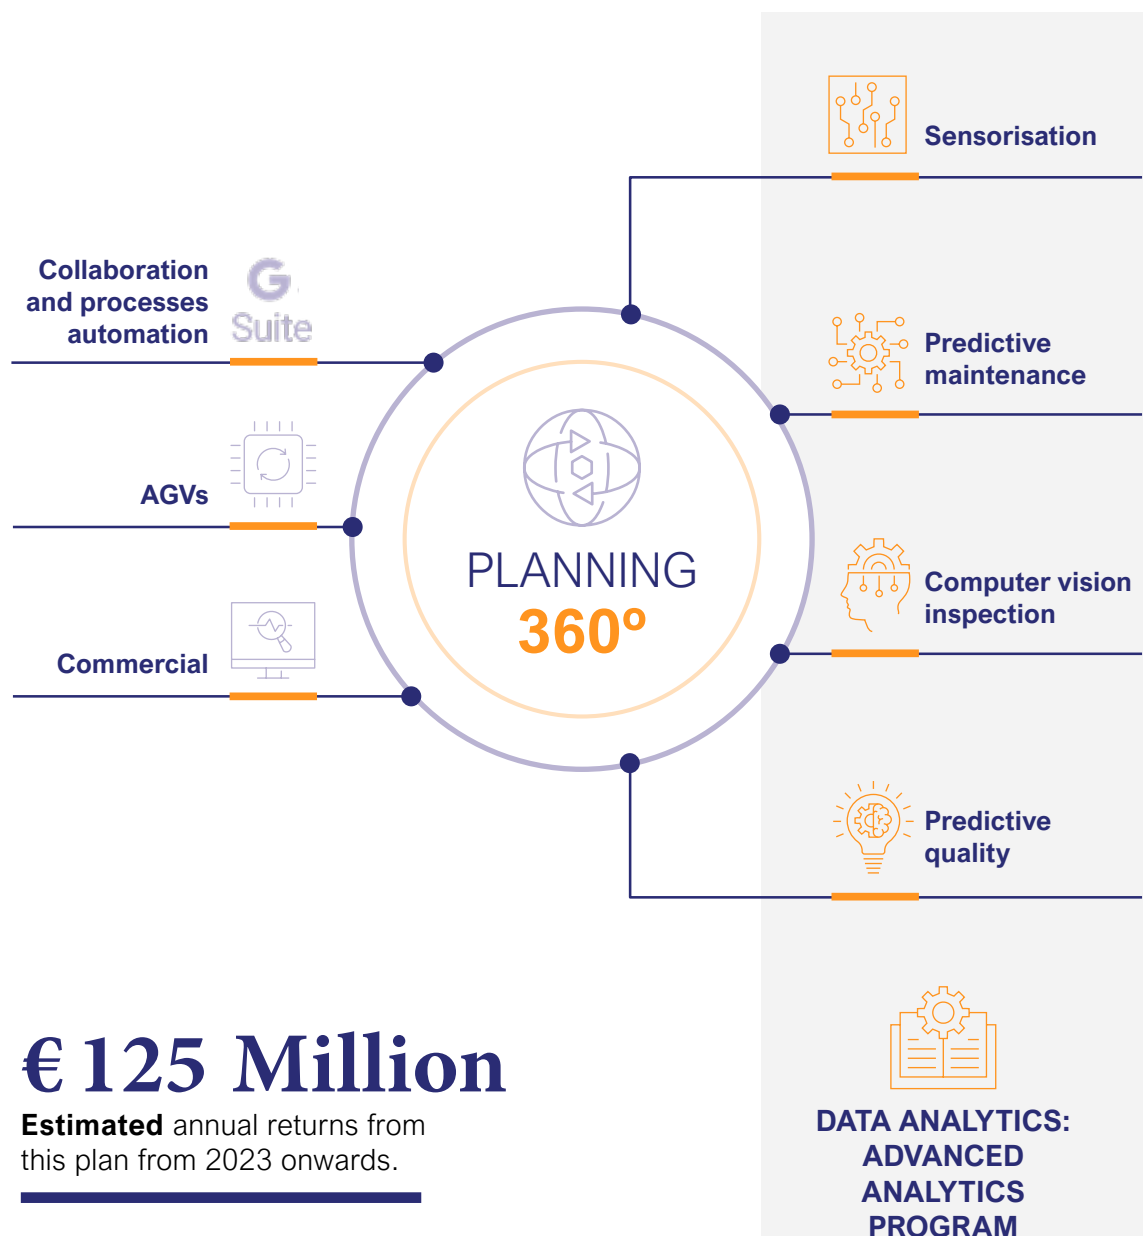 Sensorisation
Collaboration
and processes
automation
G
Suite
Predictive
maintenance
AGVs
PLANNING
360º
Computer vision
inspection
Commercial
Predictive
quality
€ 125 Million
Estimated annual returns from
this plan from 2023 onwards.
DATA ANALYTICS:
ADVANCED
ANALYTICS
PROGRAM